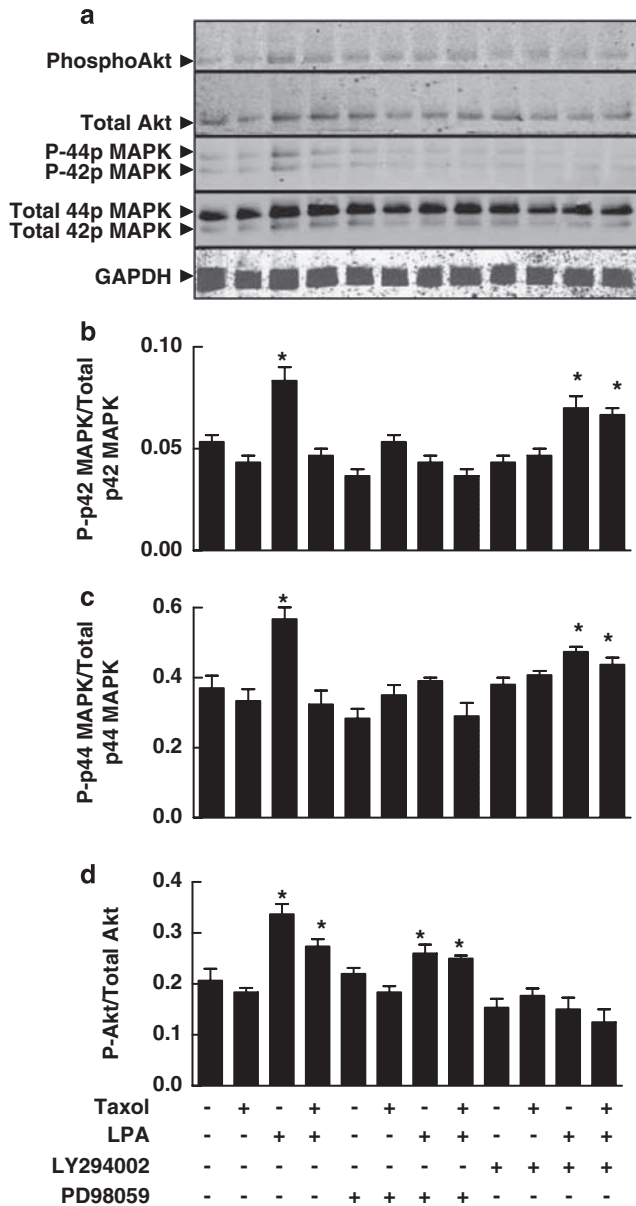 a
PhosphoAkt
Total Akt
P-44p MAPK
P-42p MAPK
Total 44p MAPK
Total 42p MAPK
GAPDH
b
P-p42 MAPK/Total
p42 MAPK
0.10
0.05
0.00
* * *
c
P-p44 MAPK/Total
p44 MAPK
0.6
0.4
0.2
0.0
* * *
d
P-Akt/Total Akt
0.4
0.3
0.2
0.1
0.0
* * * *
Taxol - + - + - + - + - + - +
LPA - - + + - - + + - - + +
LY294002 - - - - - - - - + + + +
PD98059 - - - - + + + + - - - -